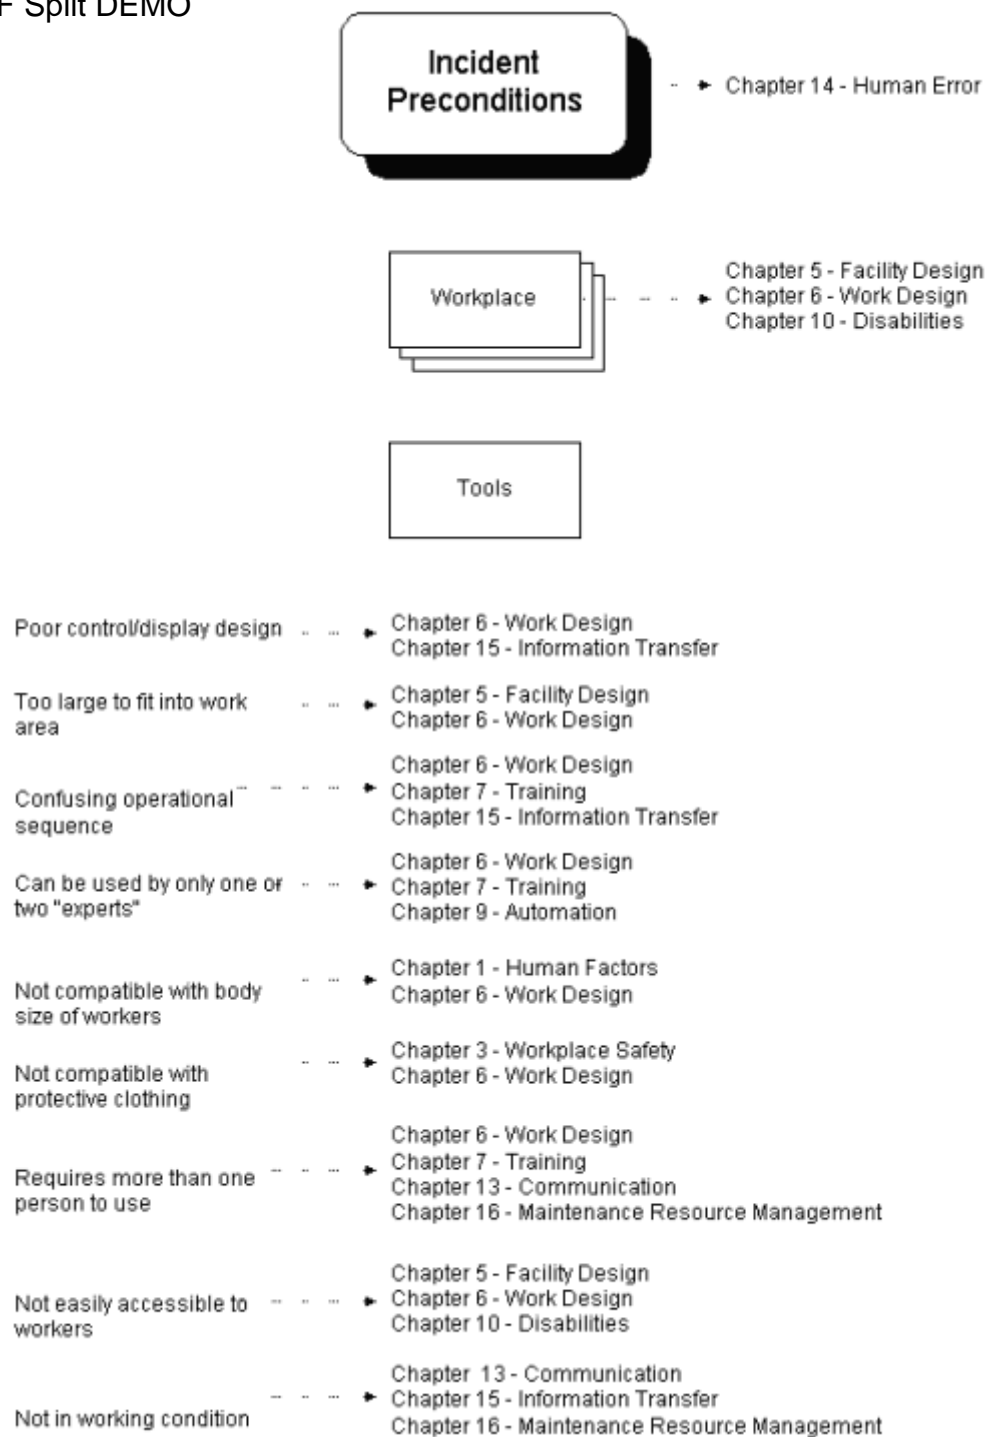 F Split DEMO
Incident
Preconditions
Chapter 14 - Human Error
Workplace
Chapter 5 - Facility Design
Chapter 6 - Work Design
Chapter 10 - Disabilities
Tools
Poor control/display design
Chapter 6 - Work Design
Chapter 15 - Information Transfer
Too large to fit into work
area
Chapter 5 - Facility Design
Chapter 6 - Work Design
Confusing operational
sequence
Chapter 6 - Work Design
Chapter 7 - Training
Chapter 15 - Information Transfer
Can be used by only one or
two "experts"
Chapter 6 - Work Design
Chapter 7 - Training
Chapter 9 - Automation
Not compatible with body
size of workers
Chapter 1 - Human Factors
Chapter 6 - Work Design
Not compatible with
protective clothing
Chapter 3 - Workplace Safety
Chapter 6 - Work Design
Requires more than one
person to use
Chapter 6 - Work Design
Chapter 7 - Training
Chapter 13 - Communication
Chapter 16 - Maintenance Resource Management
Not easily accessible to
workers
Chapter 5 - Facility Design
Chapter 6 - Work Design
Chapter 10 - Disabilities
Not in working condition
Chapter 13 - Communication
Chapter 15 - Information Transfer
Chapter 16 - Maintenance Resource Management